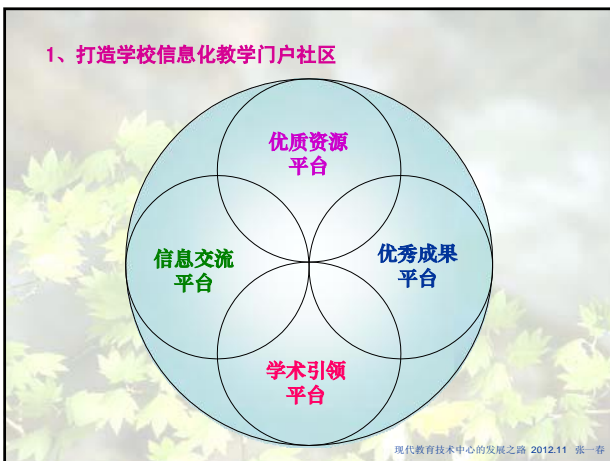 1、打造学校信息化教学门户社区
优质资源
平台
信息交流
平台
优秀成果
平台
学术引领
平台
现代教育技术中心的发展之路 2012.11 张一春